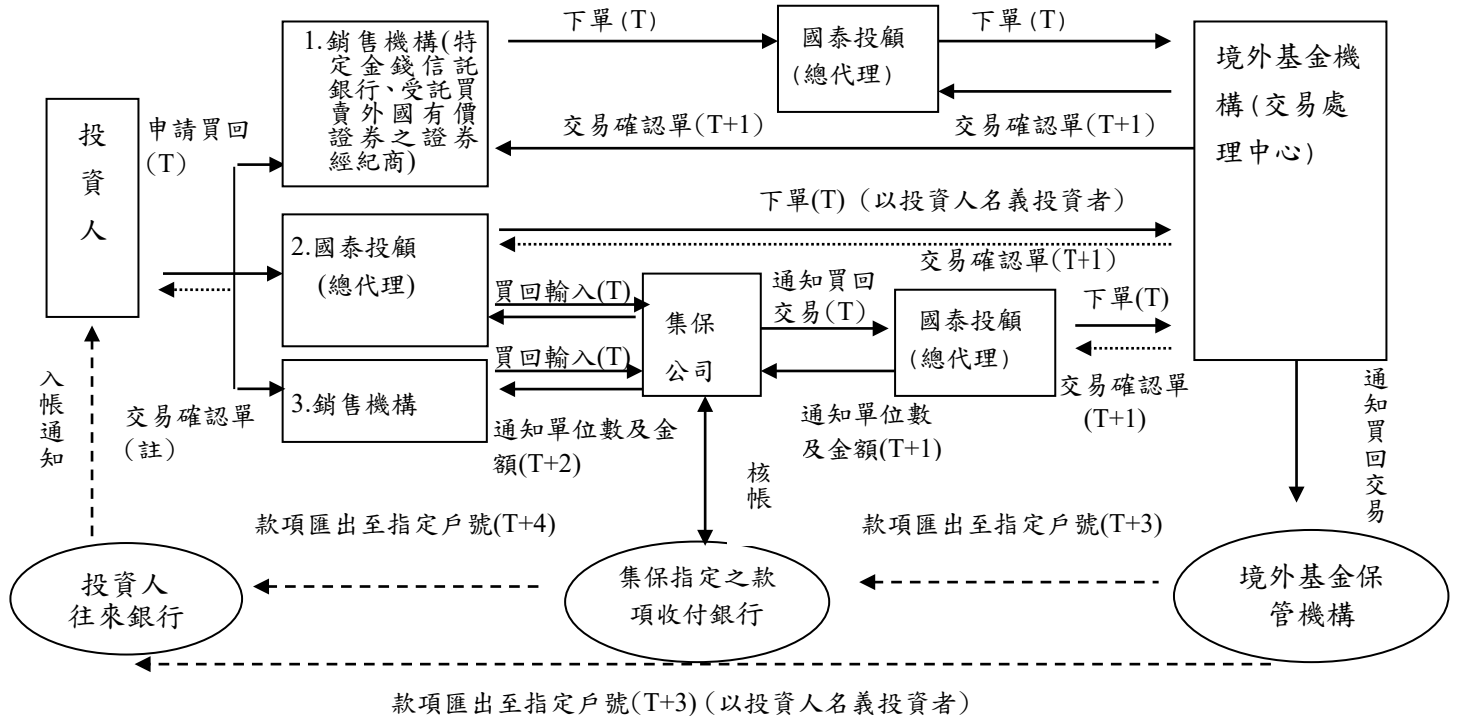 投
資
人
申請買回
(T)
1.銷售機構(特
定金錢信託
銀行、受託買
賣外國有價
證券之證券
經紀商)
下單(T)
國泰投顧
(總代理)
下單(T)
境外基金機
構(交易處
理中心)
交易確認單(T+1)
交易確認單(T+1)
下單(T)(以投資人名義投資者)
交易確認單(T+1)
2.國泰投顧
(總代理)
買回輸入(T)
買回輸入(T)
集保
公司
通知買回
交易(T)
國泰投顧
(總代理)
下單(T)
交易確認單
(T+1)
3.銷售機構
交易確認單
(註)
通知單位數及金
額(T+2)
通知單位數
及金額(T+1)
入
帳
通
知
核
帳
通
知
買
回
交
易
款項匯出至指定戶號(T+4)
款項匯出至指定戶號(T+3)
投資人
往來銀行
集保指定之款
項收付銀行
境外基金保
管機構
款項匯出至指定戶號(T+3)(以投資人名義投資者)